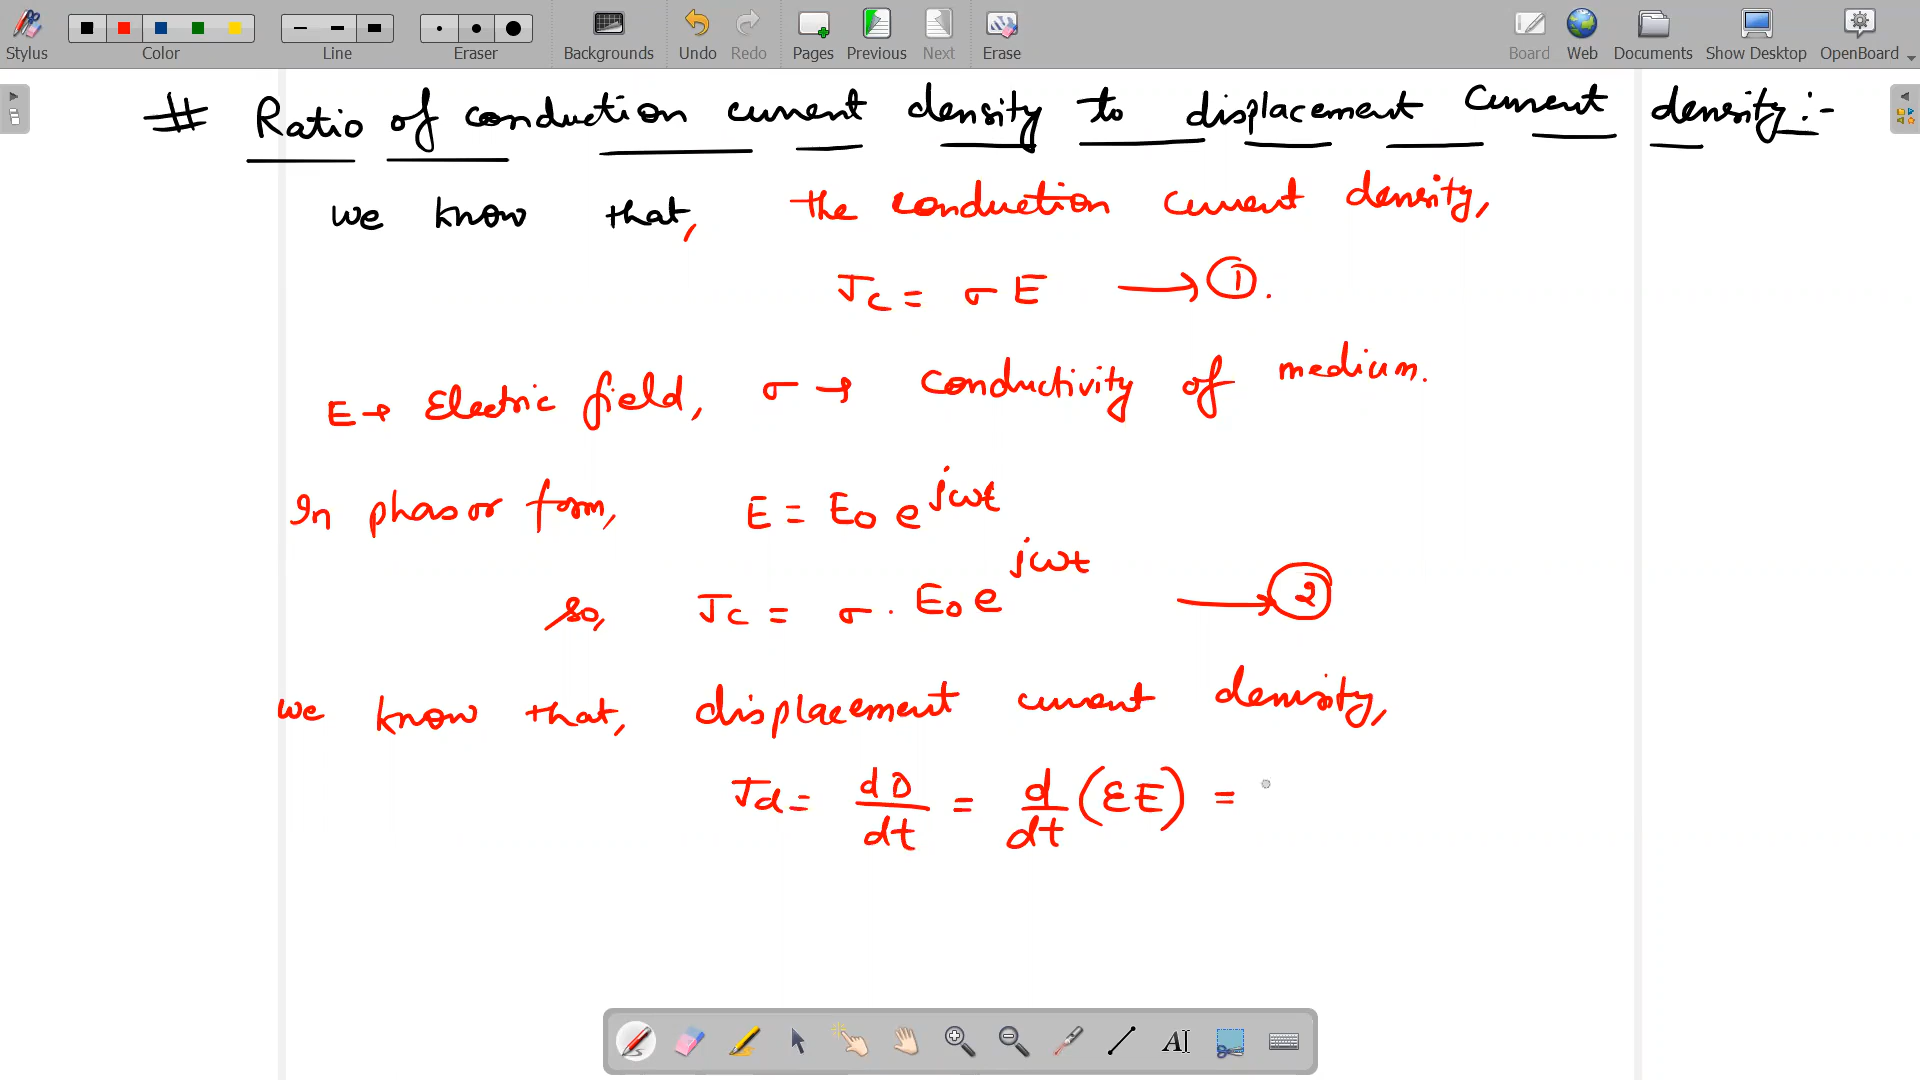 Stylus Color Line Eraser Backgrounds Undo Redo Pages Previous Next Erase Board Web Documents Show Desktop OpenBoard
# Ratio of conduction current density to displacement current density:-
we know that, the conduction current density,
Jc = σ E → ①.
E → Electric field, σ → conductivity of medium.
In phasor form, E = E₀ e^jωt
so, Jc = σ . E₀ e^jωt → ②
we know that, displacement current density,
Jd = dD/dt = d/dt (εE) =
AI